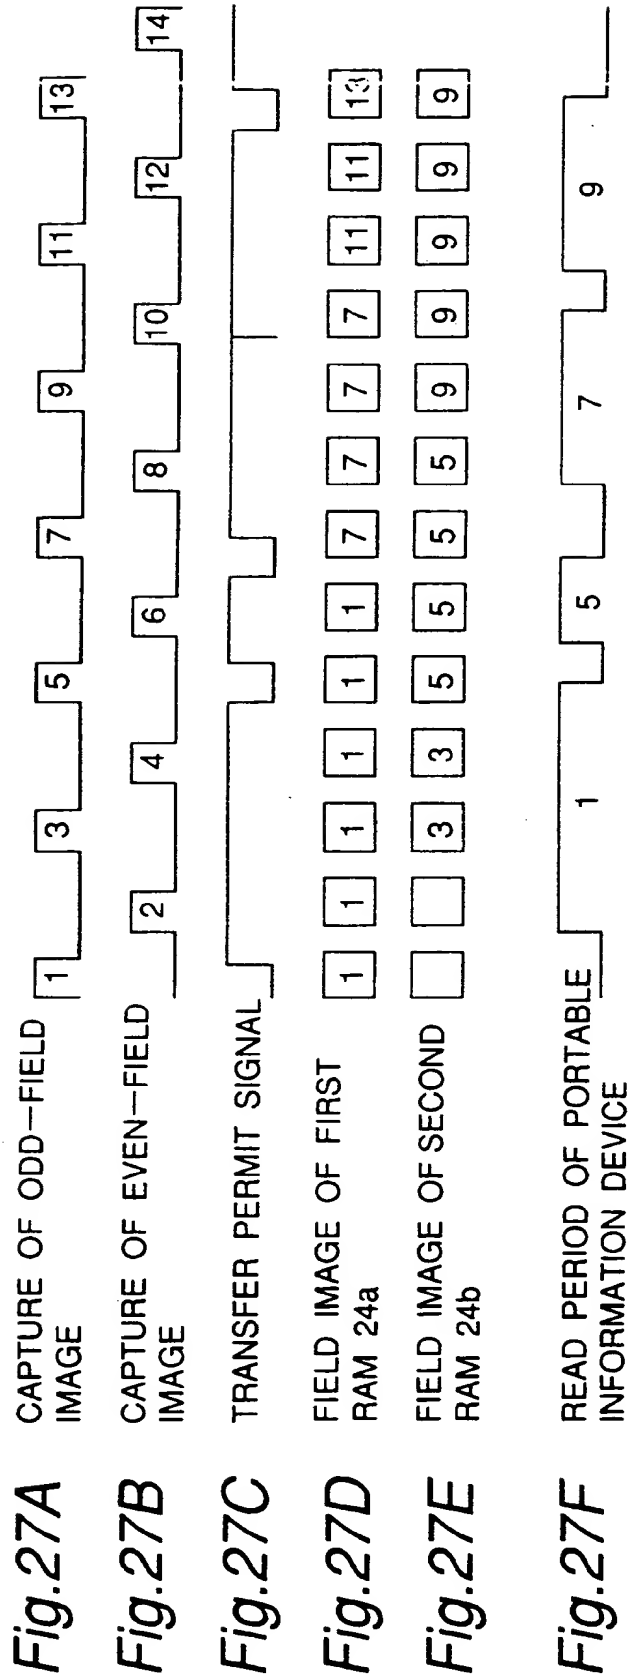 Fig.27A
CAPTURE OF ODD-FIELD
IMAGE
1 3 5 7 9 11 13
Fig.27B
CAPTURE OF EVEN-FIELD
IMAGE
2 4 6 8 10 12 14
Fig.27C
TRANSFER PERMIT SIGNAL
Fig.27D
FIELD IMAGE OF FIRST
RAM 24a
1 1 1 1 1 1 7 7 7 7 11 11 13
Fig.27E
FIELD IMAGE OF SECOND
RAM 24b
3 3 5 5 5 5 9 9 9 9 9
Fig.27F
READ PERIOD OF PORTABLE
INFORMATION DEVICE
1 5 7 9